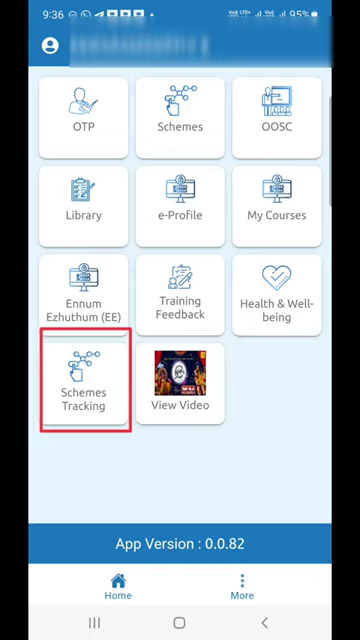 9:36
95%
OTP
Schemes
OOSC
Library
e-Profile
My Courses
Ennum
Ezhuthum (EE)
Training
Feedback
Health & Well-
being
Schemes
Tracking
View Video
App Version : 0.0.82
Home
More